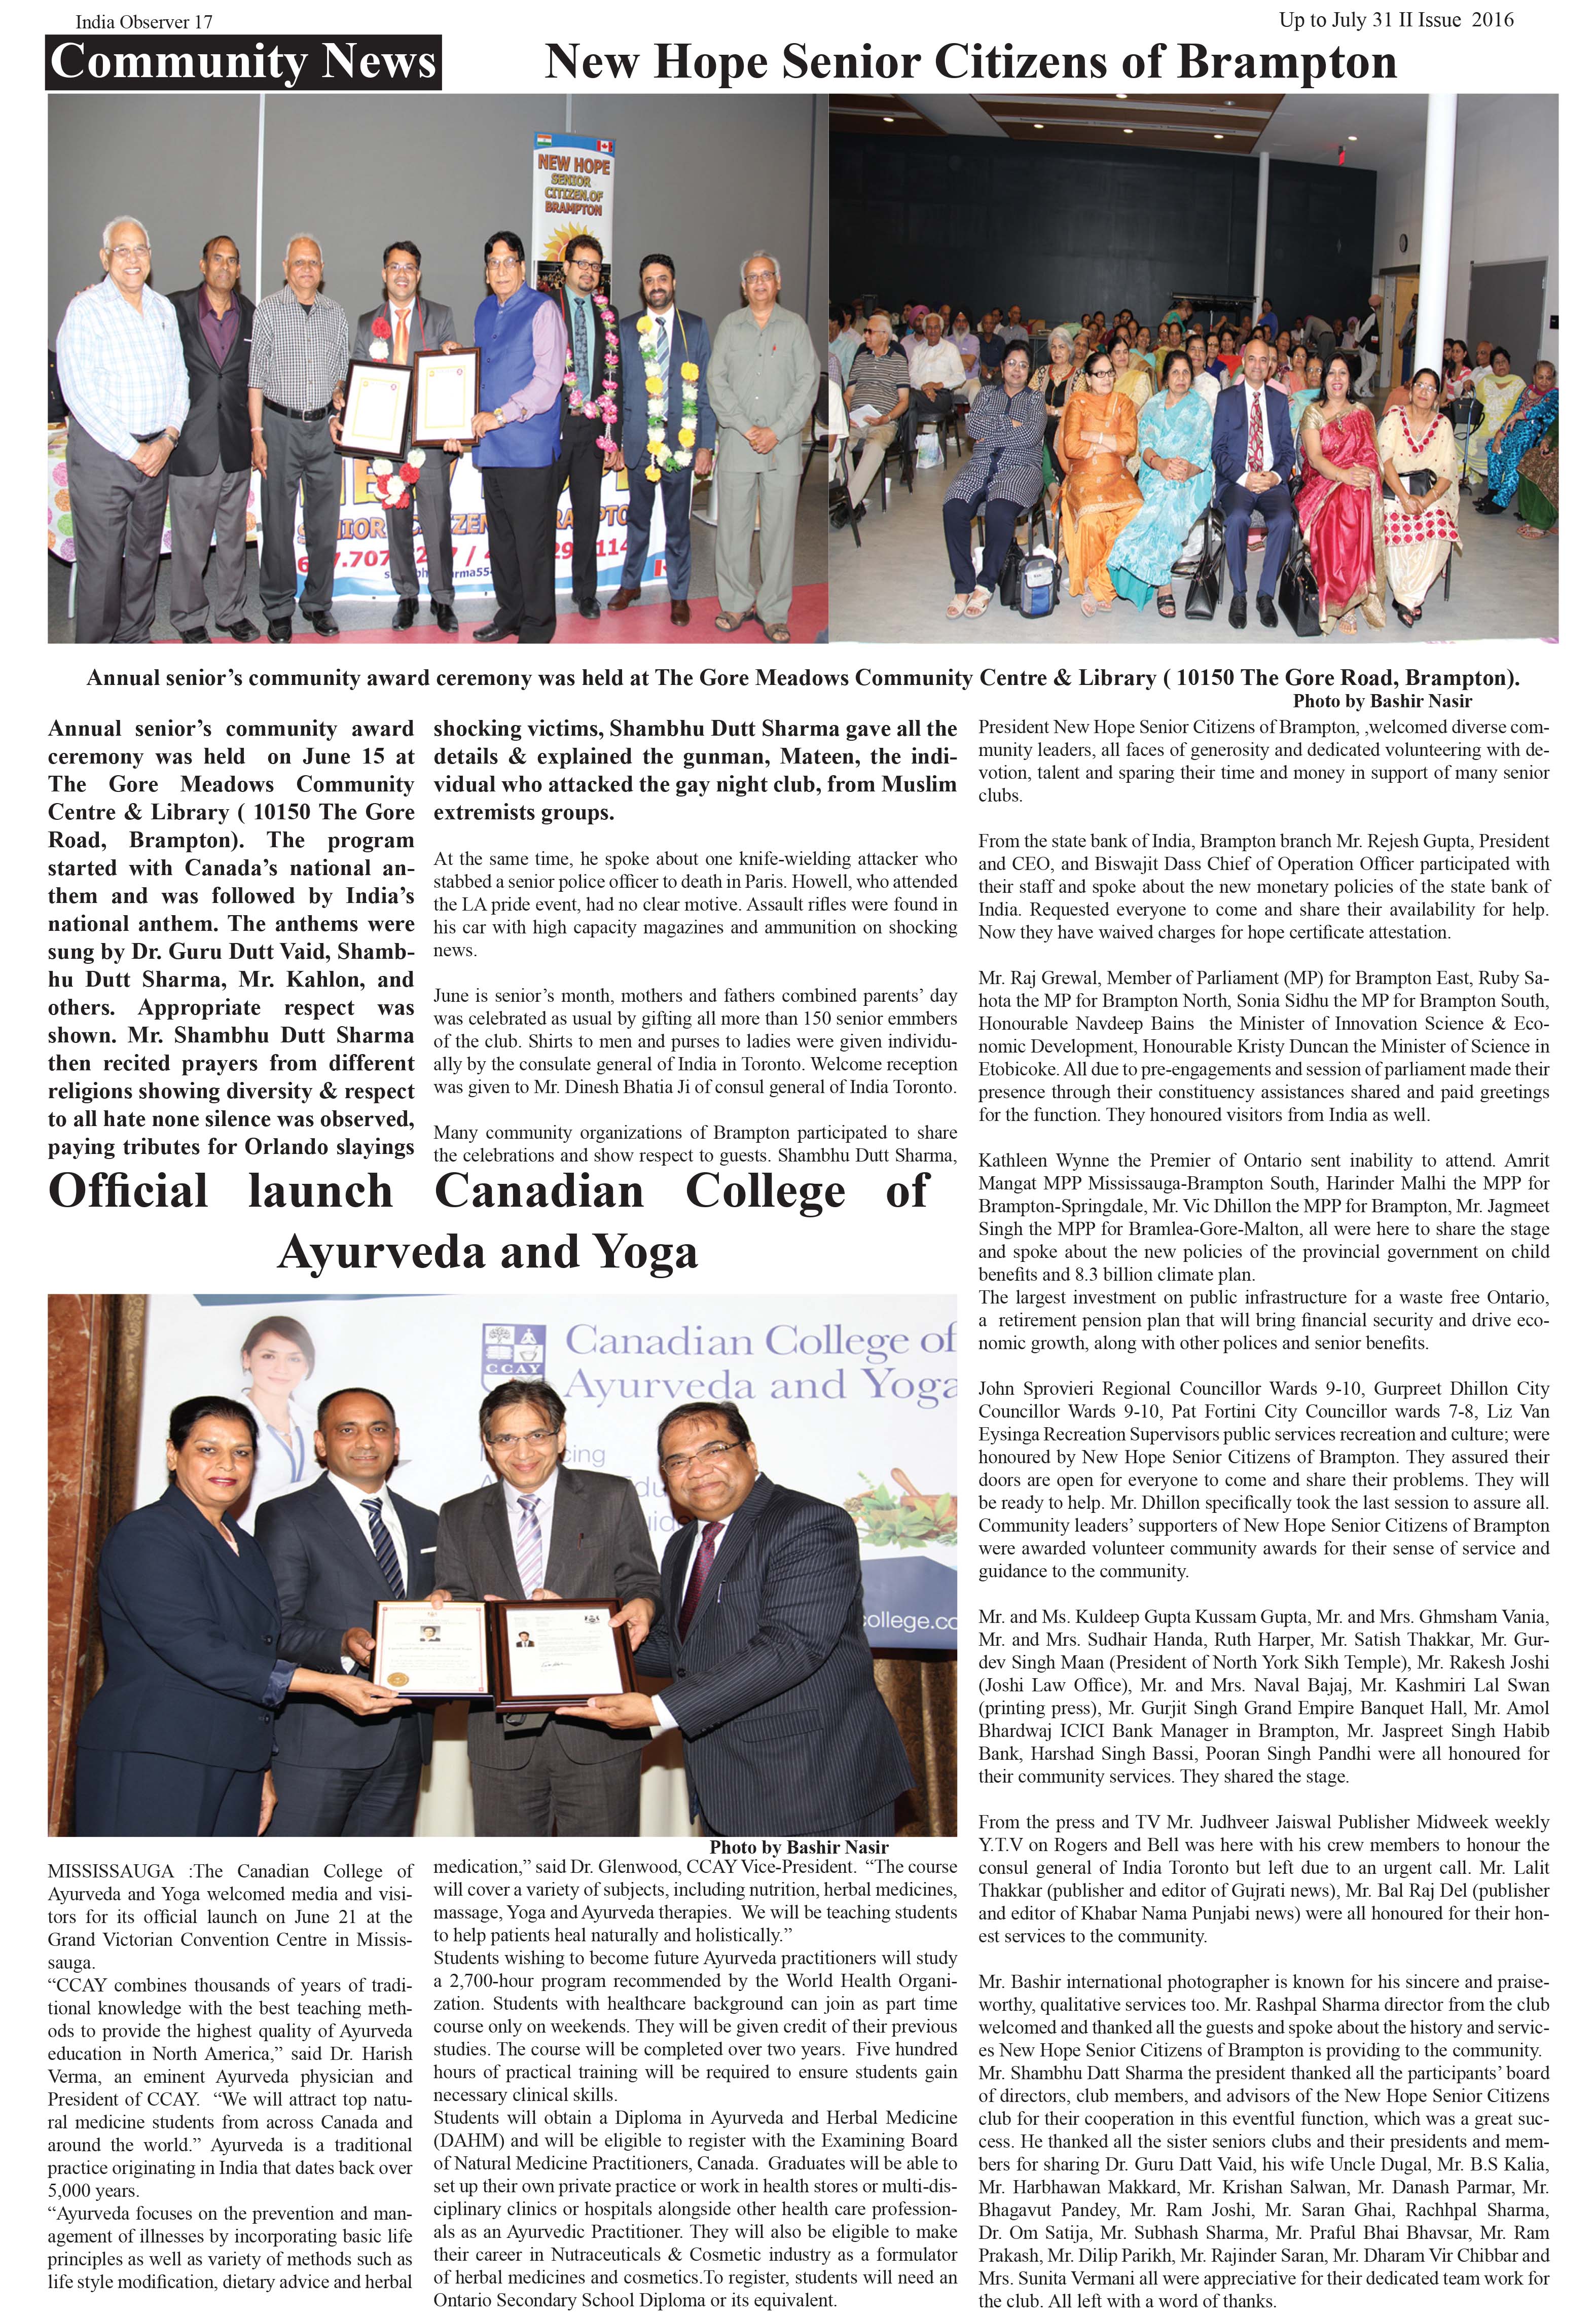 India Observer 17
Up to July 31 II Issue 2016
Community News
New Hope Senior Citizens of Brampton
NEW HOPE
SENIOR
CITIZEN.OF
BRAMPTON
Annual senior’s community award ceremony was held at The Gore Meadows Community Centre & Library ( 10150 The Gore Road, Brampton).
Photo by Bashir Nasir
Annual senior’s community award
ceremony was held on June 15 at
The Gore Meadows Community
Centre & Library ( 10150 The Gore
Road, Brampton). The program
started with Canada’s national an-
them and was followed by India’s
national anthem. The anthems were
sung by Dr. Guru Dutt Vaid, Shamb-
hu Dutt Sharma, Mr. Kahlon, and
others. Appropriate respect was
shown. Mr. Shambhu Dutt Sharma
then recited prayers from different
religions showing diversity & respect
to all hate none silence was observed,
paying tributes for Orlando slayings
shocking victims, Shambhu Dutt Sharma gave all the
details & explained the gunman, Mateen, the indi-
vidual who attacked the gay night club, from Muslim
extremists groups.
At the same time, he spoke about one knife-wielding attacker who
stabbed a senior police officer to death in Paris. Howell, who attended
the LA pride event, had no clear motive. Assault rifles were found in
his car with high capacity magazines and ammunition on shocking
news.
June is senior’s month, mothers and fathers combined parents’ day
was celebrated as usual by gifting all more than 150 senior emmbers
of the club. Shirts to men and purses to ladies were given individu-
ally by the consulate general of India in Toronto. Welcome reception
was given to Mr. Dinesh Bhatia Ji of consul general of India Toronto.
Many community organizations of Brampton participated to share
the celebrations and show respect to guests. Shambhu Dutt Sharma,
President New Hope Senior Citizens of Brampton, ,welcomed diverse com-
munity leaders, all faces of generosity and dedicated volunteering with de-
votion, talent and sparing their time and money in support of many senior
clubs.
From the state bank of India, Brampton branch Mr. Rejesh Gupta, President
and CEO, and Biswajit Dass Chief of Operation Officer participated with
their staff and spoke about the new monetary policies of the state bank of
India. Requested everyone to come and share their availability for help.
Now they have waived charges for hope certificate attestation.
Mr. Raj Grewal, Member of Parliament (MP) for Brampton East, Ruby Sa-
hota the MP for Brampton North, Sonia Sidhu the MP for Brampton South,
Honourable Navdeep Bains the Minister of Innovation Science & Eco-
nomic Development, Honourable Kristy Duncan the Minister of Science in
Etobicoke. All due to pre-engagements and session of parliament made their
presence through their constituency assistances shared and paid greetings
for the function. They honoured visitors from India as well.
Kathleen Wynne the Premier of Ontario sent inability to attend. Amrit
Mangat MPP Mississauga-Brampton South, Harinder Malhi the MPP for
Brampton-Springdale, Mr. Vic Dhillon the MPP for Brampton, Mr. Jagmeet
Singh the MPP for Bramlea-Gore-Malton, all were here to share the stage
and spoke about the new policies of the provincial government on child
benefits and 8.3 billion climate plan.
The largest investment on public infrastructure for a waste free Ontario,
a retirement pension plan that will bring financial security and drive eco-
nomic growth, along with other polices and senior benefits.
John Sprovieri Regional Councillor Wards 9-10, Gurpreet Dhillon City
Councillor Wards 9-10, Pat Fortini City Councillor wards 7-8, Liz Van
Eysinga Recreation Supervisors public services recreation and culture; were
honoured by New Hope Senior Citizens of Brampton. They assured their
doors are open for everyone to come and share their problems. They will
be ready to help. Mr. Dhillon specifically took the last session to assure all.
Community leaders’ supporters of New Hope Senior Citizens of Brampton
were awarded volunteer community awards for their sense of service and
guidance to the community.
Mr. and Ms. Kuldeep Gupta Kussam Gupta, Mr. and Mrs. Ghmsham Vania,
Mr. and Mrs. Sudhair Handa, Ruth Harper, Mr. Satish Thakkar, Mr. Gur-
dev Singh Maan (President of North York Sikh Temple), Mr. Rakesh Joshi
(Joshi Law Office), Mr. and Mrs. Naval Bajaj, Mr. Kashmiri Lal Swan
(printing press), Mr. Gurjit Singh Grand Empire Banquet Hall, Mr. Amol
Bhardwaj ICICI Bank Manager in Brampton, Mr. Jaspreet Singh Habib
Bank, Harshad Singh Bassi, Pooran Singh Pandhi were all honoured for
their community services. They shared the stage.
From the press and TV Mr. Judhveer Jaiswal Publisher Midweek weekly
Y.T.V on Rogers and Bell was here with his crew members to honour the
consul general of India Toronto but left due to an urgent call. Mr. Lalit
Thakkar (publisher and editor of Gujrati news), Mr. Bal Raj Del (publisher
and editor of Khabar Nama Punjabi news) were all honoured for their hon-
est services to the community.
Mr. Bashir international photographer is known for his sincere and praise-
worthy, qualitative services too. Mr. Rashpal Sharma director from the club
welcomed and thanked all the guests and spoke about the history and servic-
es New Hope Senior Citizens of Brampton is providing to the community.
Mr. Shambhu Datt Sharma the president thanked all the participants’ board
of directors, club members, and advisors of the New Hope Senior Citizens
club for their cooperation in this eventful function, which was a great suc-
cess. He thanked all the sister seniors clubs and their presidents and mem-
bers for sharing Dr. Guru Datt Vaid, his wife Uncle Dugal, Mr. B.S Kalia,
Mr. Harbhawan Makkard, Mr. Krishan Salwan, Mr. Danash Parmar, Mr.
Bhagavut Pandey, Mr. Ram Joshi, Mr. Saran Ghai, Rachhpal Sharma,
Dr. Om Satija, Mr. Subhash Sharma, Mr. Praful Bhai Bhavsar, Mr. Ram
Prakash, Mr. Dilip Parikh, Mr. Rajinder Saran, Mr. Dharam Vir Chibbar and
Mrs. Sunita Vermani all were appreciative for their dedicated team work for
the club. All left with a word of thanks.
Official launch Canadian College of
Ayurveda and Yoga
CCAY
Canadian College of
Ayurveda and Yoga
college.co
Photo by Bashir Nasir
MISSISSAUGA :The Canadian College of
Ayurveda and Yoga welcomed media and visi-
tors for its official launch on June 21 at the
Grand Victorian Convention Centre in Missis-
sauga.
“CCAY combines thousands of years of tradi-
tional knowledge with the best teaching meth-
ods to provide the highest quality of Ayurveda
education in North America,” said Dr. Harish
Verma, an eminent Ayurveda physician and
President of CCAY. “We will attract top natu-
ral medicine students from across Canada and
around the world.” Ayurveda is a traditional
practice originating in India that dates back over
5,000 years.
“Ayurveda focuses on the prevention and man-
agement of illnesses by incorporating basic life
principles as well as variety of methods such as
life style modification, dietary advice and herbal
medication,” said Dr. Glenwood, CCAY Vice-President. “The course
will cover a variety of subjects, including nutrition, herbal medicines,
massage, Yoga and Ayurveda therapies. We will be teaching students
to help patients heal naturally and holistically.”
Students wishing to become future Ayurveda practitioners will study
a 2,700-hour program recommended by the World Health Organi-
zation. Students with healthcare background can join as part time
course only on weekends. They will be given credit of their previous
studies. The course will be completed over two years. Five hundred
hours of practical training will be required to ensure students gain
necessary clinical skills.
Students will obtain a Diploma in Ayurveda and Herbal Medicine
(DAHM) and will be eligible to register with the Examining Board
of Natural Medicine Practitioners, Canada. Graduates will be able to
set up their own private practice or work in health stores or multi-dis-
ciplinary clinics or hospitals alongside other health care profession-
als as an Ayurvedic Practitioner. They will also be eligible to make
their career in Nutraceuticals & Cosmetic industry as a formulator
of herbal medicines and cosmetics.To register, students will need an
Ontario Secondary School Diploma or its equivalent.